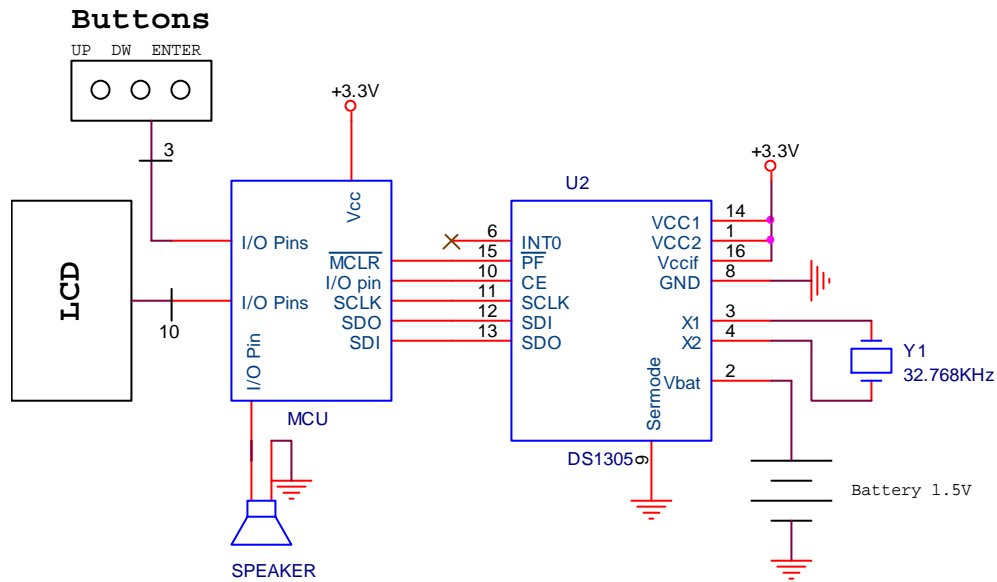 Buttons
UP DW ENTER
3
+3.3V
Vcc
LCD
10
I/O Pins
I/O Pins
I/O Pin
MCLR
I/O pin
SCLK
SDO
SDI
MCU
SPEAKER
6
15
10
11
12
13
U2
INT0
PF
CE
SCLK
SDI
SDO
VCC1
VCC2
Vccif
GND
X1
X2
Vbat
Sermode
DS1305
9
14
1
16
8
3
4
2
+3.3V
Y1
32.768KHz
Battery 1.5V